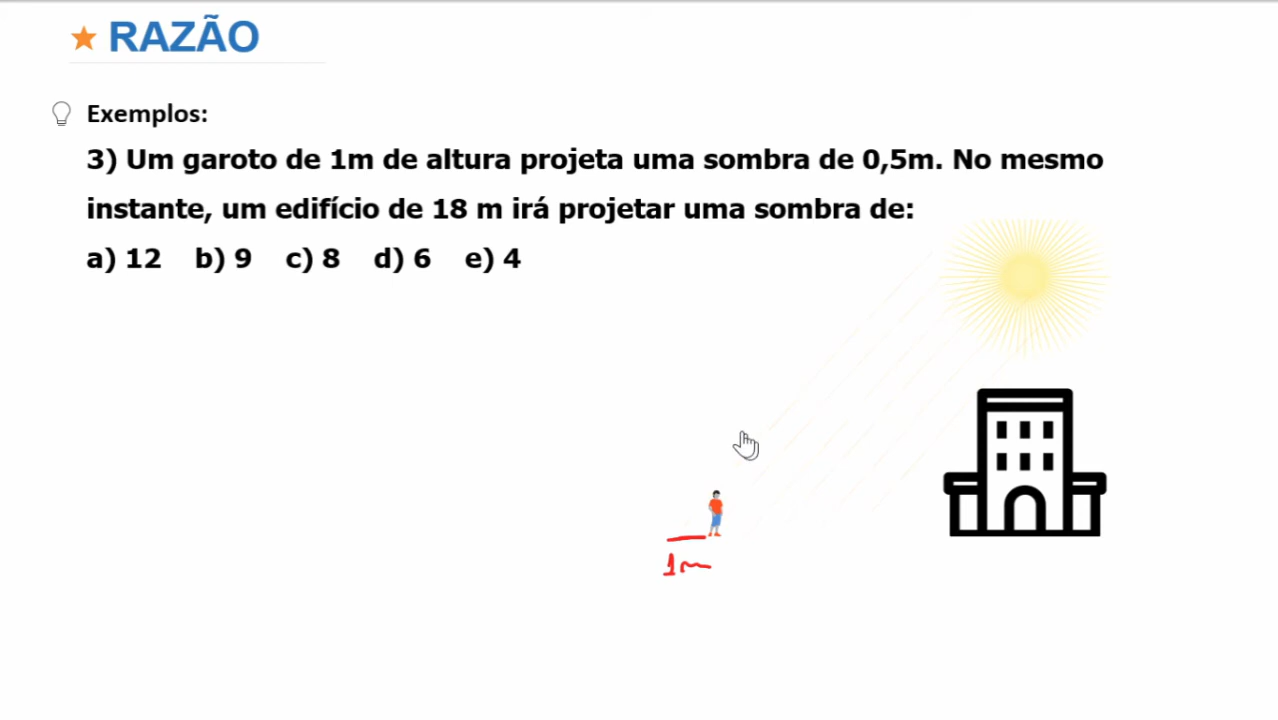 RAZÃO
Exemplos:
3) Um garoto de 1m de altura projeta uma sombra de 0,5m. No mesmo
instante, um edifício de 18 m irá projetar uma sombra de:
a) 12 b) 9 c) 8 d) 6 e) 4
1m